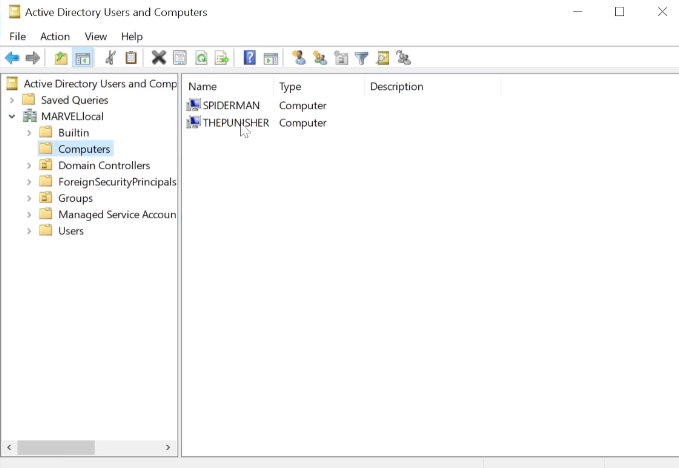 Active Directory Users and Computers
File Action View Help
Active Directory Users and Comp
Saved Queries
MARVEL.local
Builtin
Computers
Domain Controllers
ForeignSecurityPrincipals
Groups
Managed Service Accoun
Users
Name Type Description
SPIDERMAN Computer
THEPUNISHER Computer